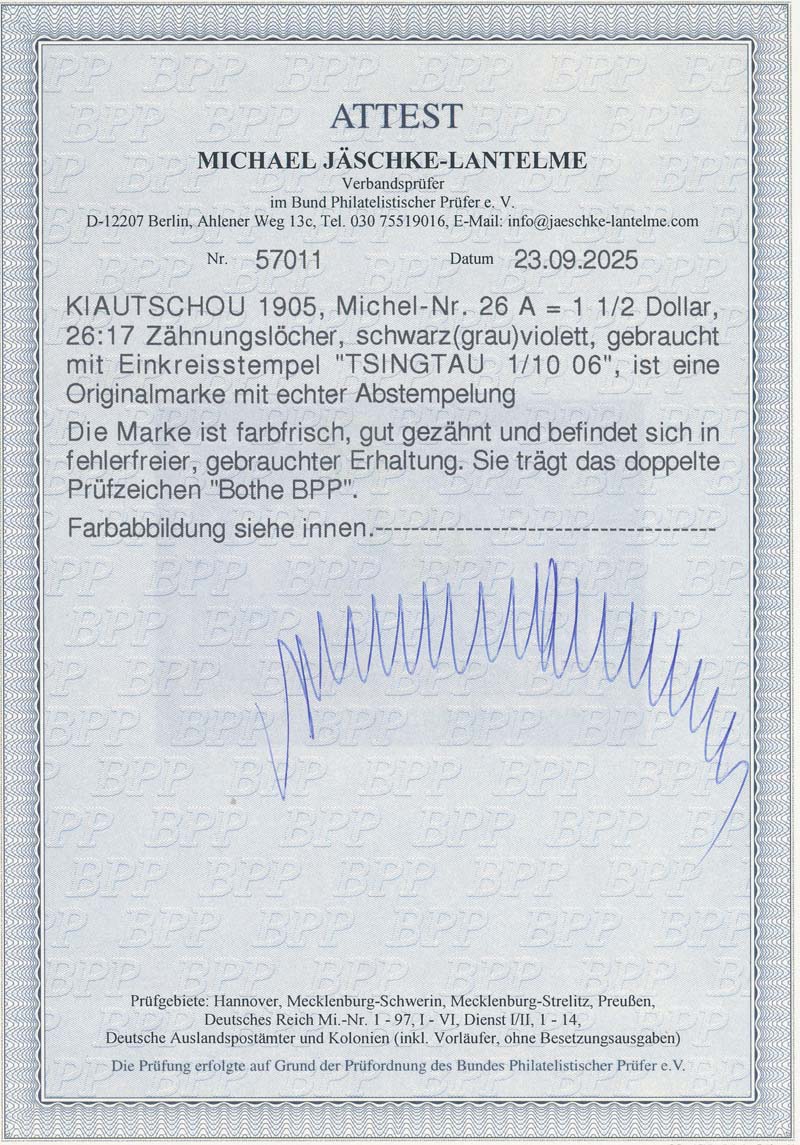 ATTEST
MICHAEL JÄSCHKE-LANTELME
Verbandsprüfer
im Bund Philatelistischer Prüfer e. V.
D-12207 Berlin, Ahlener Weg 13c, Tel. 030 75519016, E-Mail: info@jaeschke-lantelme.com
Nr. 57011 Datum 23.09.2025
KIAUTSCHOU 1905, Michel-Nr. 26 A = 1 1/2 Dollar,
26:17 Zähnungslöcher, schwarz(grau)violett, gebraucht
mit Einkreisstempel "TSINGTAU 1/10 06", ist eine
Originalmarke mit echter Abstempelung
Die Marke ist farbfrisch, gut gezähnt und befindet sich in
fehlerfreier, gebrauchter Erhaltung. Sie trägt das doppelte
Prüfzeichen "Bothe BPP".
Farbabbildung siehe innen.------------------------------------
Prüfgebiete: Hannover, Mecklenburg-Schwerin, Mecklenburg-Strelitz, Preußen,
Deutsches Reich Mi.-Nr. 1 - 97, I - VI, Dienst I/II, 1 - 14,
Deutsche Auslandspostämter und Kolonien (inkl. Vorläufer, ohne Besetzungsausgaben)
Die Prüfung erfolgte auf Grund der Prüfordnung des Bundes Philatelistischer Prüfer e.V.